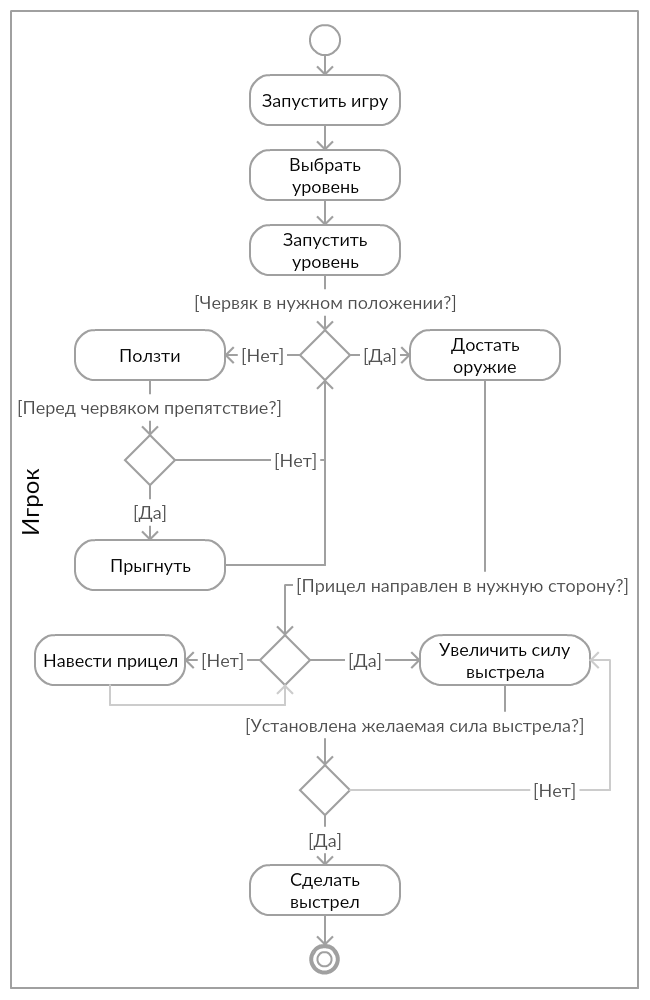 Запустить игру
Выбрать
уровень
Запустить
уровень
[Червяк в нужном положении?]
Ползти
[Нет]
[Да]
Достать
оружие
[Перед червяком препятствие?]
[Нет]
[Да]
Игрок
Прыгнуть
[Прицел направлен в нужную сторону?]
Навести прицел
[Нет]
[Да]
Увеличить силу
выстрела
[Установлена желаемая сила выстрела?]
[Нет]
[Да]
Сделать
выстрел